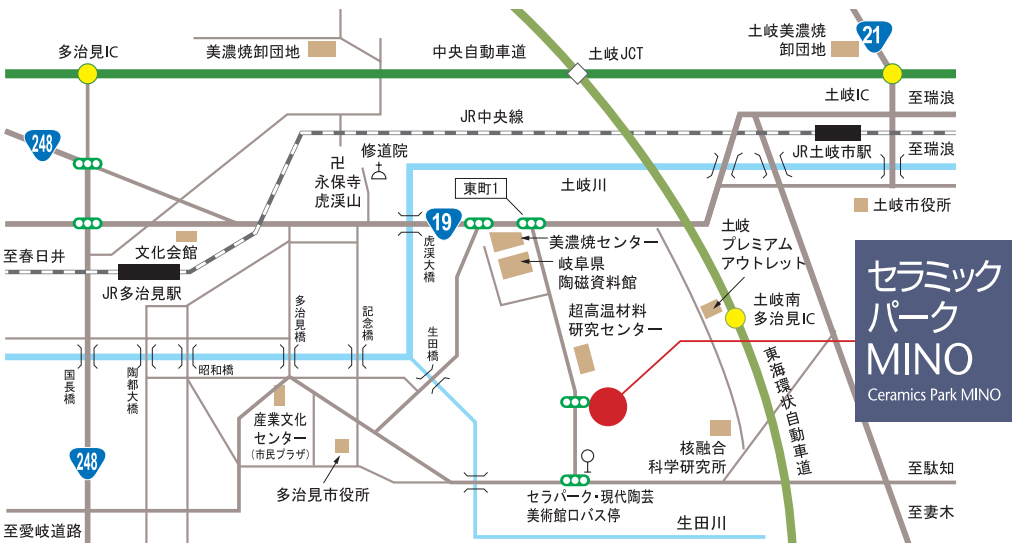 多治見IC
美濃焼卸団地
中央自動車道
土岐JCT
土岐美濃焼
卸団地
21
土岐IC
至瑞浪
248
JR中央線
JR土岐市駅
至瑞浪
修道院
卍
永保寺
虎渓山
東町1
土岐川
土岐市役所
19
至春日井
文化会館
JR多治見駅
虎渓大橋
美濃焼センター
岐阜県
陶磁資料館
土岐
プレミアム
アウトレット
セラミック
パーク
MINO
Ceramics Park MINO
多治見橋
記念橋
生田橋
超高温材料
研究センター
土岐南
多治見IC
国長橋
陶都大橋
昭和橋
東海環状自動車道
産業文化
センター
(市民プラザ)
核融合
科学研究所
248
多治見市役所
セラパーク・現代陶芸
美術館口バス停
至駄知
至妻木
生田川
至愛岐道路